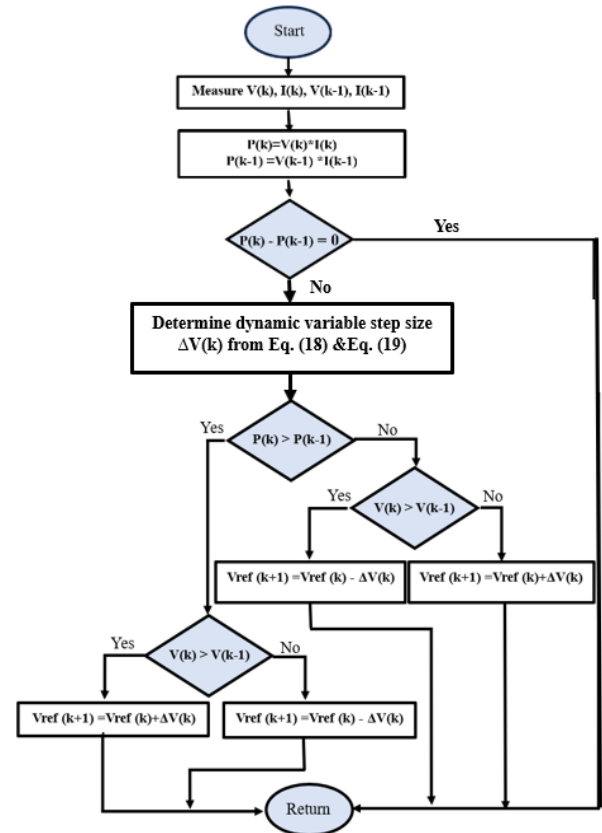 Start
Measure V(k), I(k), V(k-1), I(k-1)
P(k)=V(k)*I(k)
P(k-1) =V(k-1) *I(k-1)
P(k) - P(k-1) = 0
Yes
No
Determine dynamic variable step size
ΔV(k) from Eq. (18) &Eq. (19)
Yes
P(k) > P(k-1)
No
Yes
V(k) > V(k-1)
No
Vref (k+1) =Vref (k) - ΔV(k)
Vref (k+1) =Vref(k)+ΔV(k)
Yes
V(k) > V(k-1)
No
Vref (k+1) =Vref(k)+ΔV(k)
Vref (k+1) =Vref (k) - ΔV(k)
Return